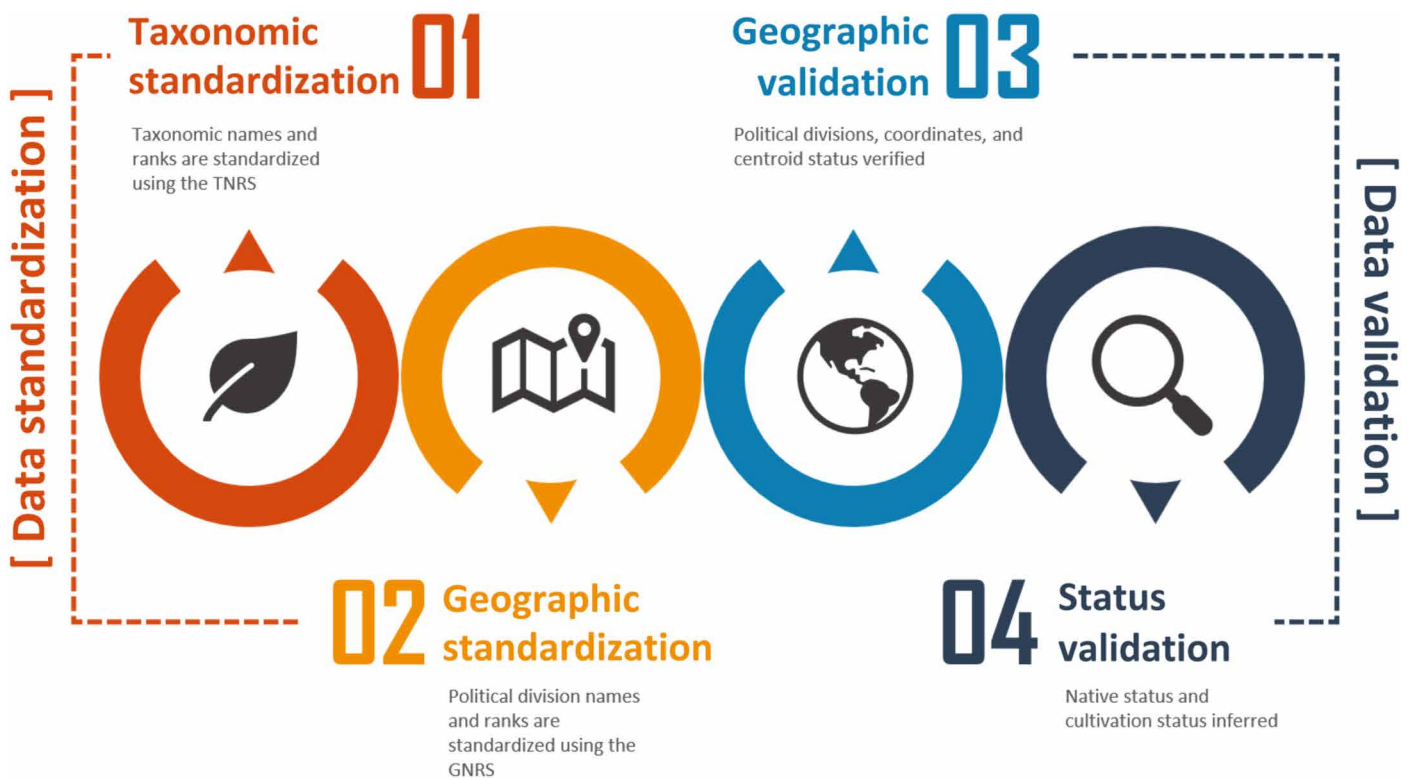 [ Data standardization ]
Taxonomic
standardization
01
Taxonomic names and
ranks are standardized
using the TNRS
02
Geographic
standardization
Political division names
and ranks are
standardized using the
GNRS
Geographic
validation
03
Political divisions, coordinates, and
centroid status verified
04
Status
validation
Native status and
cultivation status inferred
[ Data validation ]